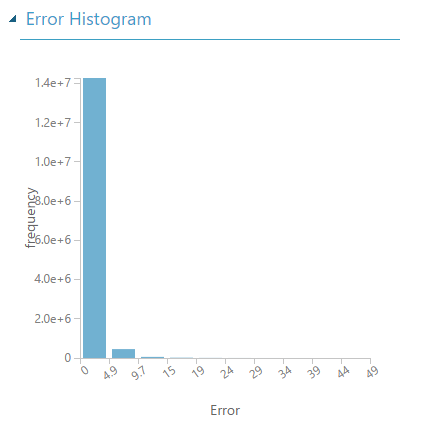 Error Histogram
1.4e+7
1.2e+7
1.0e+7
8.0e+6
6.0e+6
4.0e+6
2.0e+6
0
frequency
0 4.9 9.7 15 19 24 29 34 39 44 49
Error